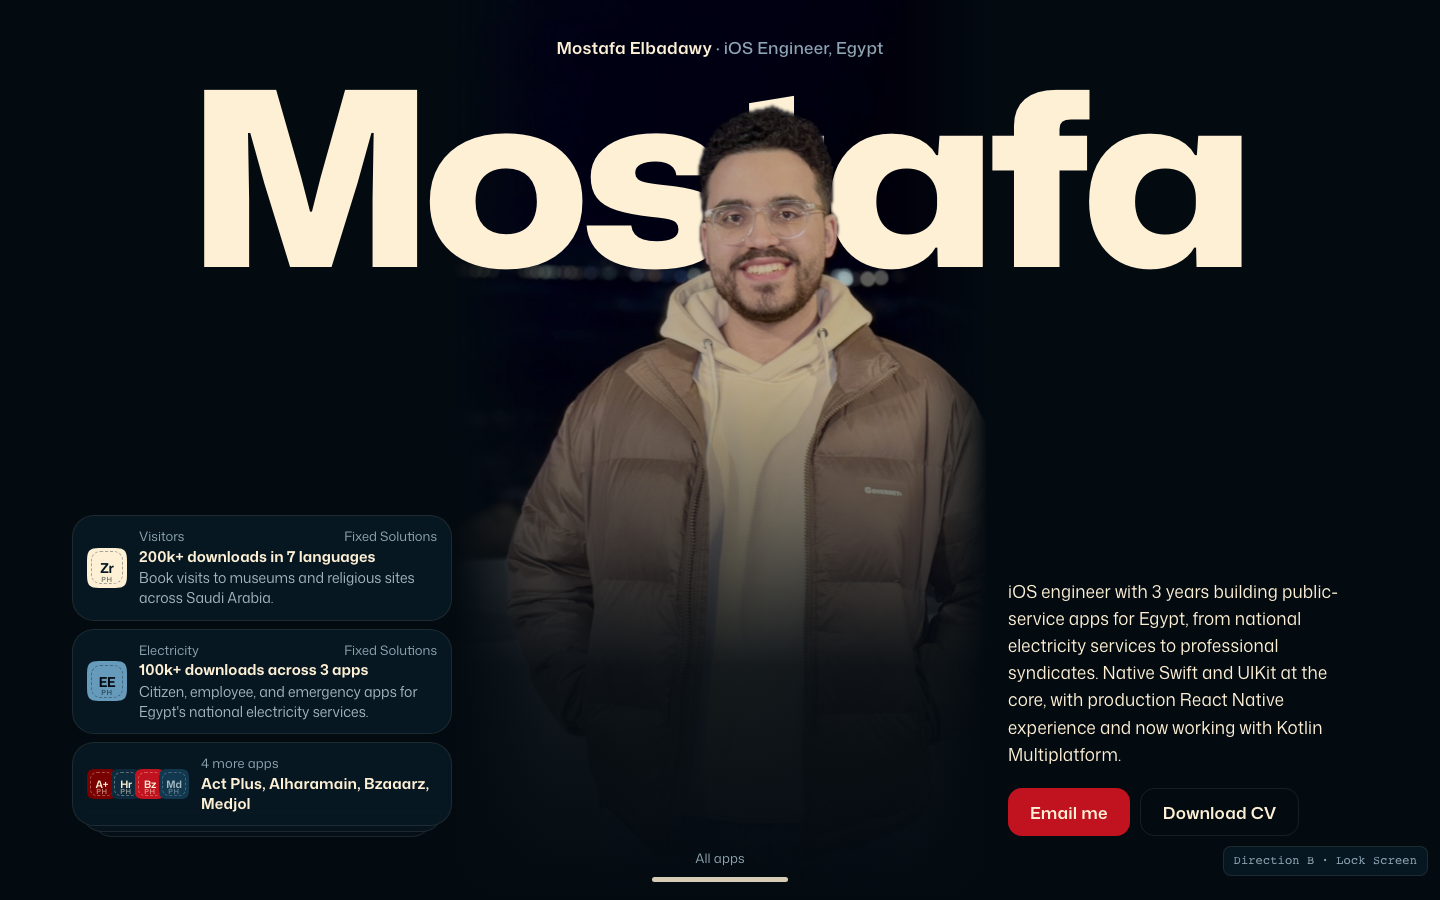 Mostafa Elbadawy · iOS Engineer, Egypt
Mostafa
Visitors
Fixed Solutions
Zr
PH
200k+ downloads in 7 languages
Book visits to museums and religious sites
across Saudi Arabia.
Electricity
Fixed Solutions
EE
PH
100k+ downloads across 3 apps
Citizen, employee, and emergency apps for
Egypt's national electricity services.
A+ Hr Bz Md
PH PH PH PH
4 more apps
Act Plus, Alharamain, Bzaarz,
Medjol
iOS engineer with 3 years building public-
service apps for Egypt, from national
electricity services to professional
syndicates. Native Swift and UIKit at the
core, with production React Native
experience and now working with Kotlin
Multiplatform.
Email me
Download CV
All apps
Direction B · Lock Screen